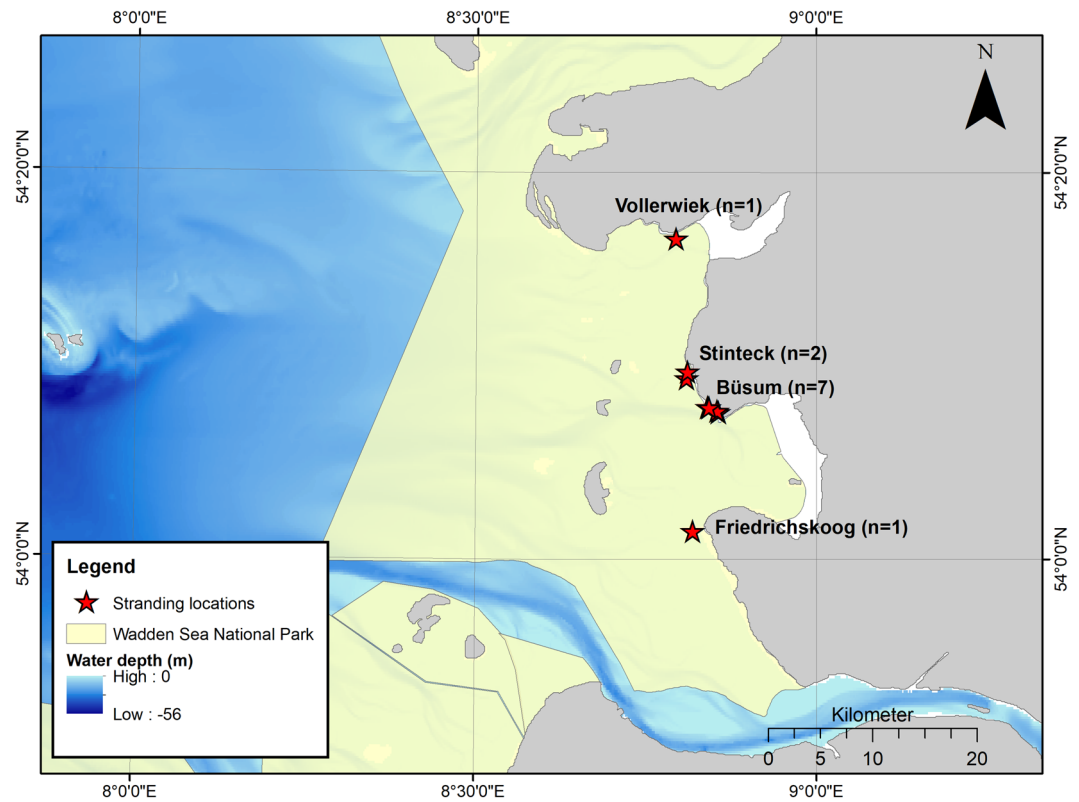 8°0'0"E
8°30'0"E
9°0'0"E
N
54°20'0"N
54°20'0"N
Vollerwiek (n=1)
Stinteck (n=2)
Büsum (n=7)
Friedrichskoog (n=1)
54°0'0"N
54°0'0"N
Legend
Stranding locations
Wadden Sea National Park
Water depth (m)
High : 0
Low : -56
Kilometer
0 5 10 20
8°0'0"E
8°30'0"E
9°0'0"E